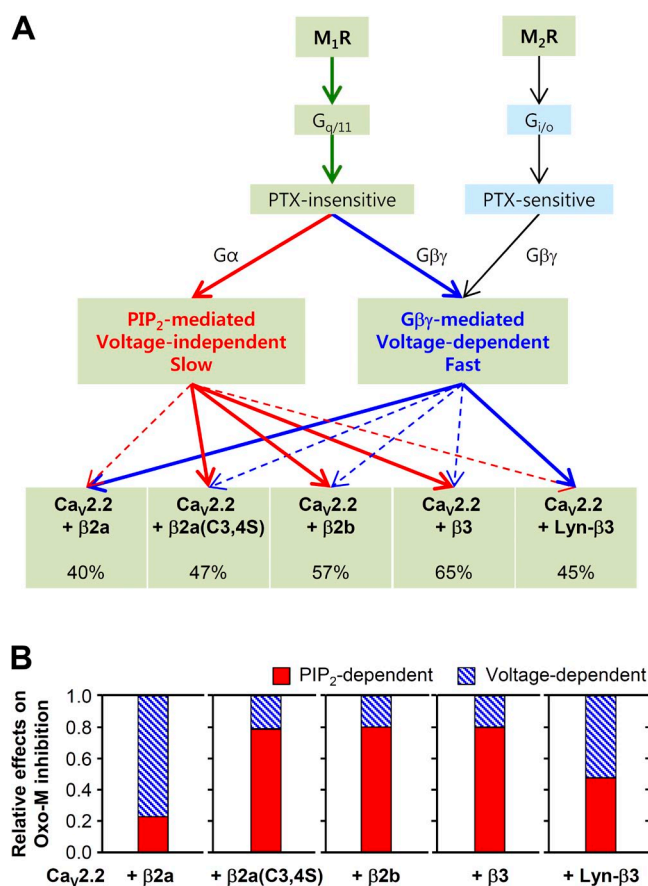 A
M₁R
M₂R
Gq/11
Gi/o
PTX-insensitive
PTX-sensitive
Gα
Gβγ
Gβγ
PIP₂-mediated
Voltage-independent
Slow
Gβγ-mediated
Voltage-dependent
Fast
CaV2.2
+ β2a
40%
CaV2.2
+ β2a(C3,4S)
47%
CaV2.2
+ β2b
57%
CaV2.2
+ β3
65%
CaV2.2
+ Lyn-β3
45%
B
PIP₂-dependent
Voltage-dependent
Relative effects on
Oxo-M inhibition
1.0
0.8
0.6
0.4
0.2
0.0
CaV2.2 + β2a + β2a(C3,4S) + β2b + β3 + Lyn-β3